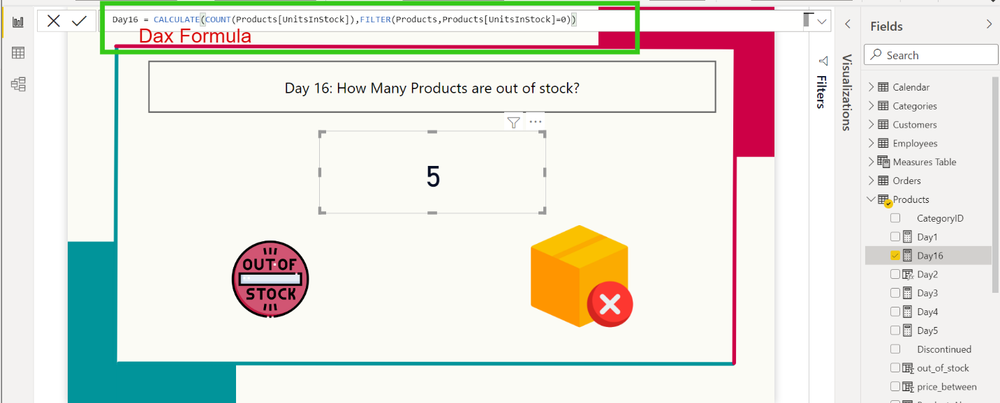 Day16 = CALCULATE(COUNT(Products[UnitsInStock]),FILTER(Products,Products[UnitsInStock]=0))
Dax Formula
Day 16: How Many Products are out of stock?
5
OUT OF
STOCK
Filters
Visualizations
Fields
Search
Calendar
Categories
Customers
Employees
Measures Table
Orders
Products
CategoryID
Day1
Day16
Day2
Day3
Day4
Day5
Discontinued
out_of_stock
price_between